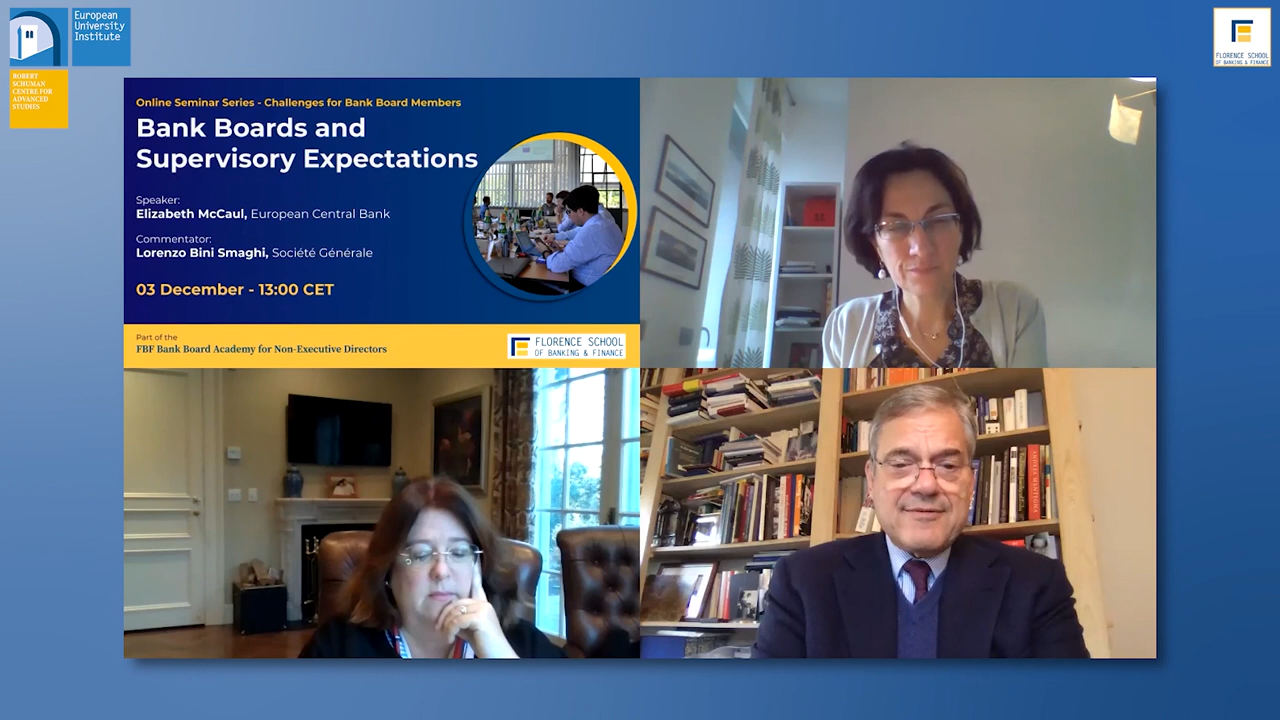 European
University
Institute
ROBERT
SCHUMAN
CENTRE FOR
ADVANCED
STUDIES
FLORENCE SCHOOL
OF BANKING & FINANCE
Online Seminar Series - Challenges for Bank Board Members
Bank Boards and
Supervisory Expectations
Speaker:
Elizabeth McCaul, European Central Bank
Commentator:
Lorenzo Bini Smaghi, Société Générale
03 December - 13:00 CET
Part of the
FBF Bank Board Academy for Non-Executive Directors
FLORENCE SCHOOL
OF BANKING & FINANCE